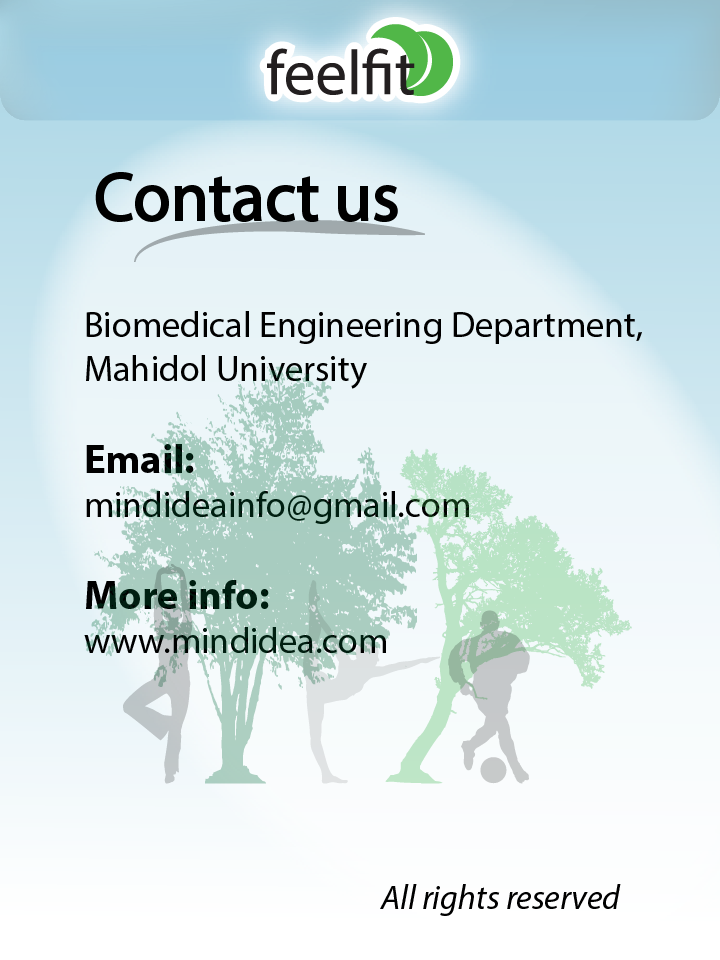 feelfit
Contact us
Biomedical Engineering Department,
Mahidol University
Email:
mindideainfo@gmail.com
More info:
www.mindidea.com
All rights reserved